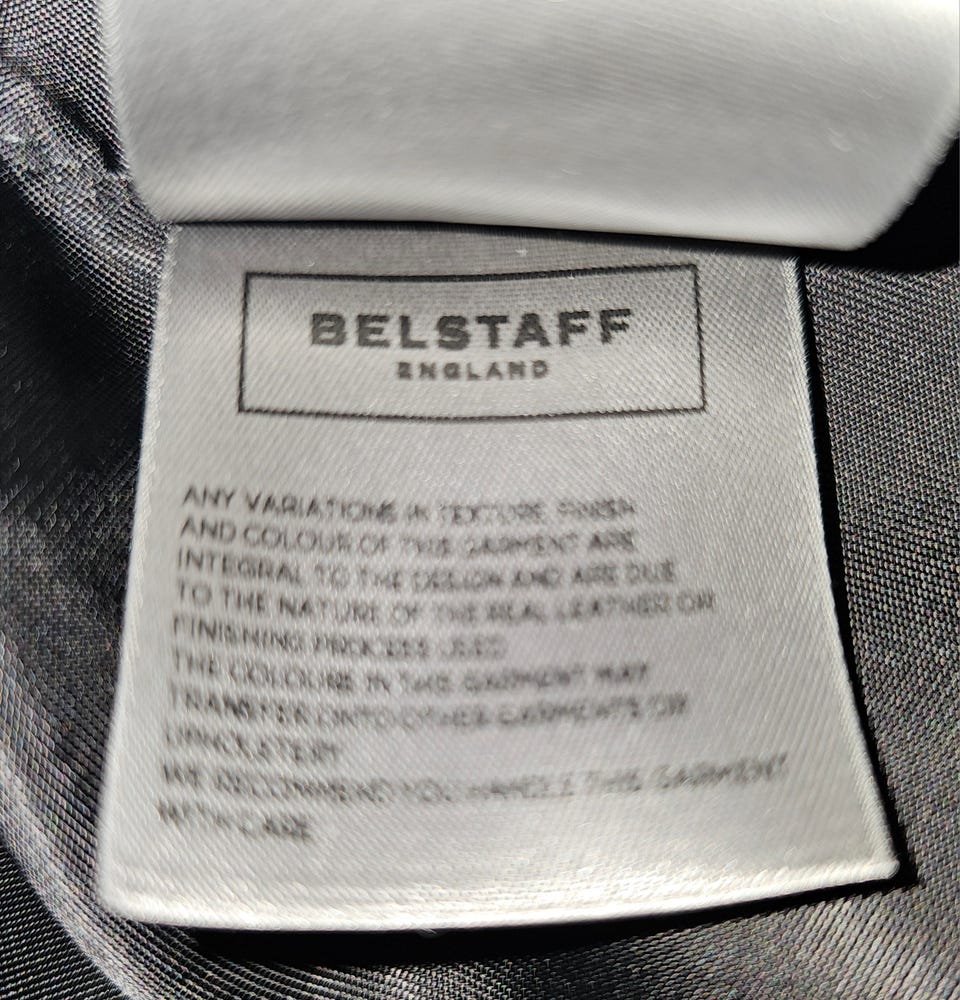 BELSTAFF
ENGLAND
ANY VARIATIONS IN TEXTURE FINISH
AND COLOUR OF THIS GARMENT ARE
INTEGRAL TO THE DESIGN AND ARE DUE
TO THE NATURE OF THE REAL LEATHER OR
FINISHING PROCESS USED
THE COLOURS IN THIS GARMENT MAY
TRANSFER ONTO OTHER GARMENTS OR
UPHOLSTERY
WE RECOMMEND YOU HANDLE THIS GARMENT
WITH CARE